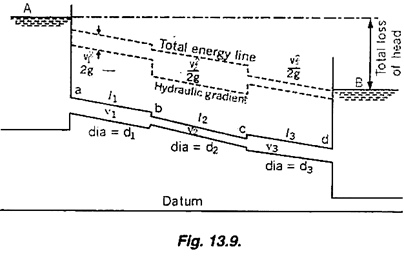 A
Total energy line
Total loss of head
v₁²/2g
v₂²/2g
v₃²/2g
Hydraulic gradient
B
a
l₁
b
l₂
c
l₃
d
v₁
v₂
v₃
dia = d₁
dia = d₂
dia = d₃
Datum
Fig. 13.9.